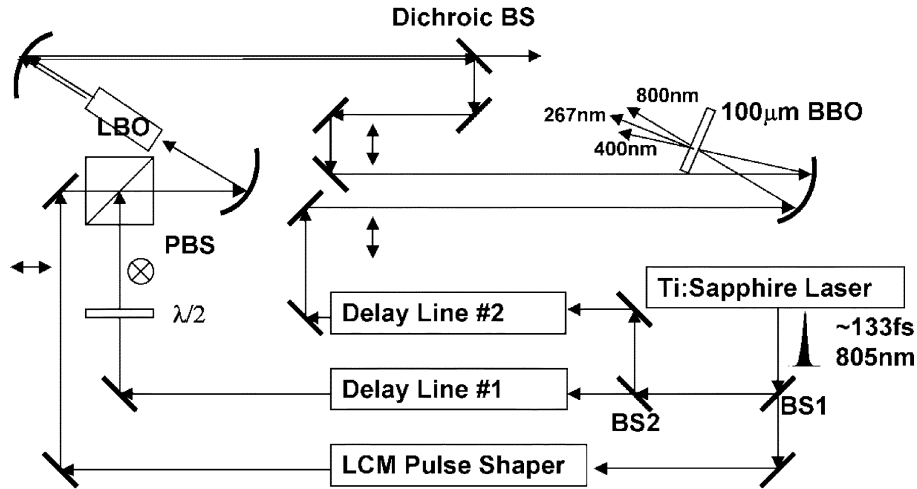 Dichroic BS
LBO
800nm
267nm
400nm
100μm BBO
PBS
λ/2
Ti:Sapphire Laser
~133fs
805nm
Delay Line #2
Delay Line #1
BS2
BS1
LCM Pulse Shaper